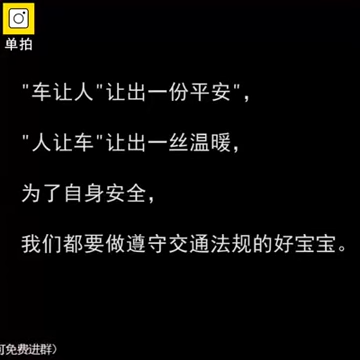 单拍
"车让人"让出一份平安",
"人让车"让出一丝温暖,
为了自身安全,
我们都要做遵守交通法规的好宝宝。
可免费进群）